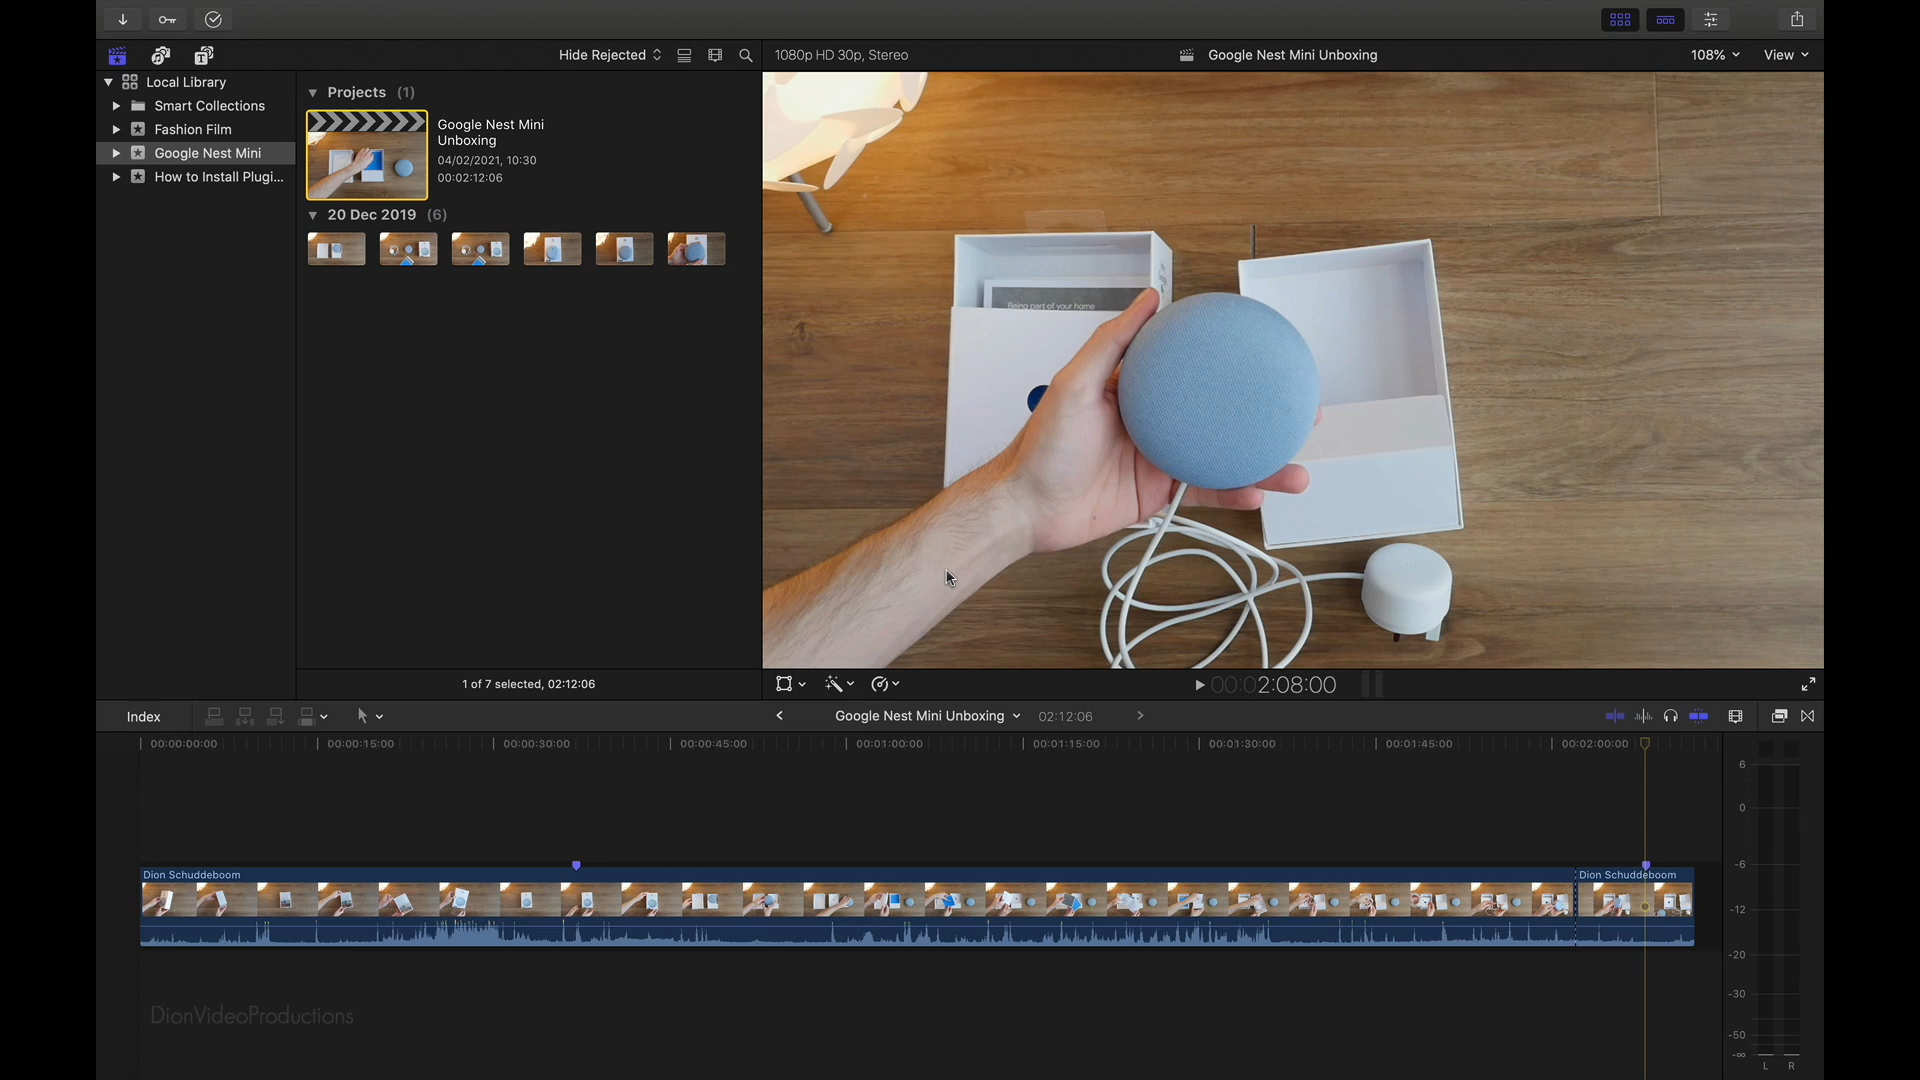 Hide Rejected
1080p HD 30p, Stereo
Google Nest Mini Unboxing
108%
View
Local Library
Smart Collections
Fashion Film
Google Nest Mini
How to Install Plugi...
Projects (1)
Google Nest Mini
Unboxing
04/02/2021, 10:30
00:02:12:06
20 Dec 2019 (6)
Being part of your home
1 of 7 selected, 02:12:06
00:02:08:00
Index
Google Nest Mini Unboxing
02:12:06
00:00:00:00
00:00:15:00
00:00:30:00
00:00:45:00
00:01:00:00
00:01:15:00
00:01:30:00
00:01:45:00
00:02:00:00
6
0
-6
-12
-20
-30
-50
-∞
L R
Dion Schuddeboom
Dion Schuddeboom
DionVideoProductions